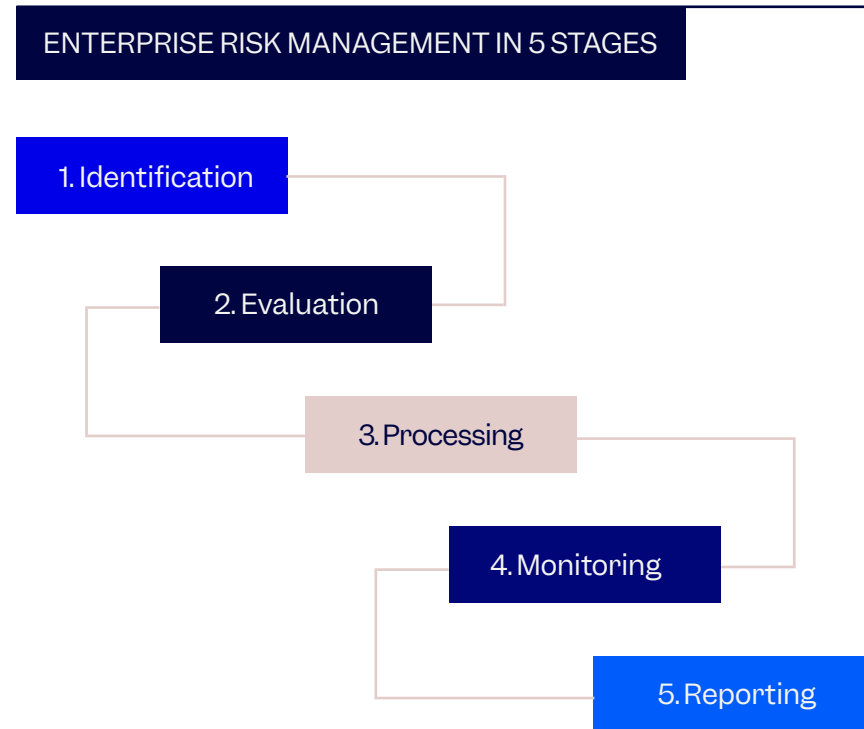 ENTERPRISE RISK MANAGEMENT IN 5 STAGES
1. Identification
2. Evaluation
3. Processing
4. Monitoring
5. Reporting